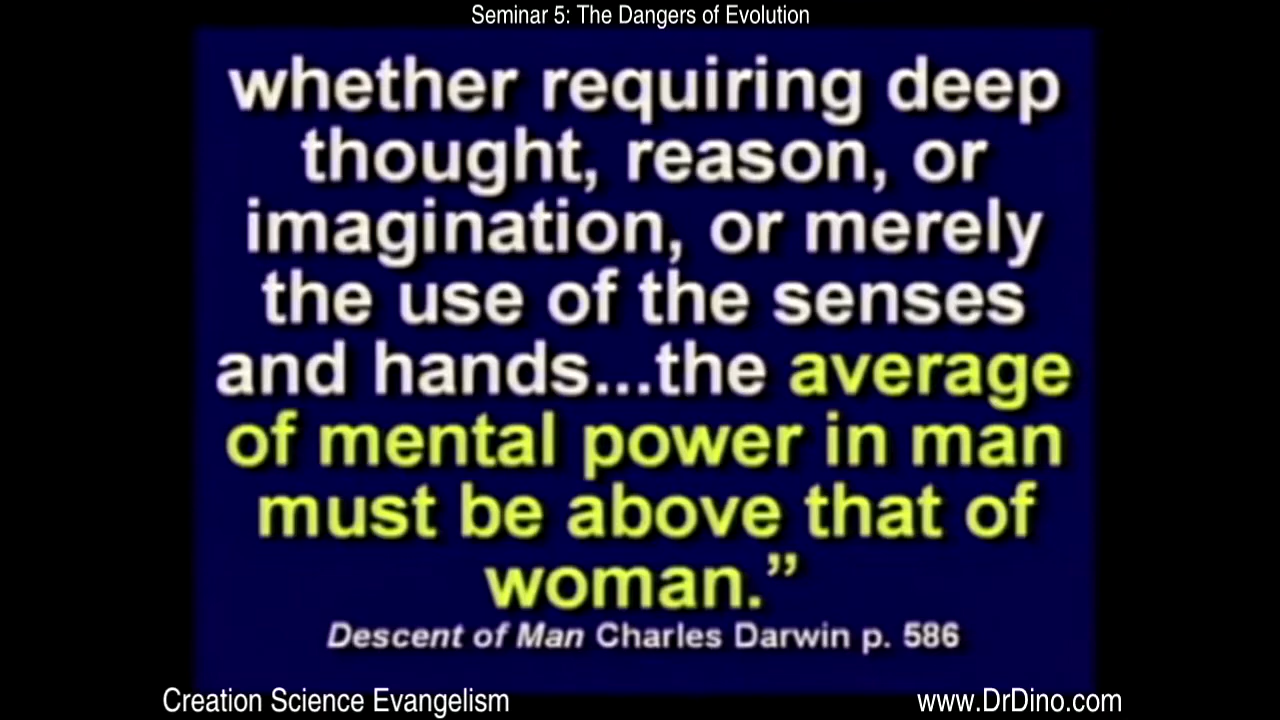 Seminar 5: The Dangers of Evolution
whether requiring deep
thought, reason, or
imagination, or merely
the use of the senses
and hands...the average
of mental power in man
must be above that of
woman.”
Descent of Man Charles Darwin p. 586
Creation Science Evangelism
www.DrDino.com